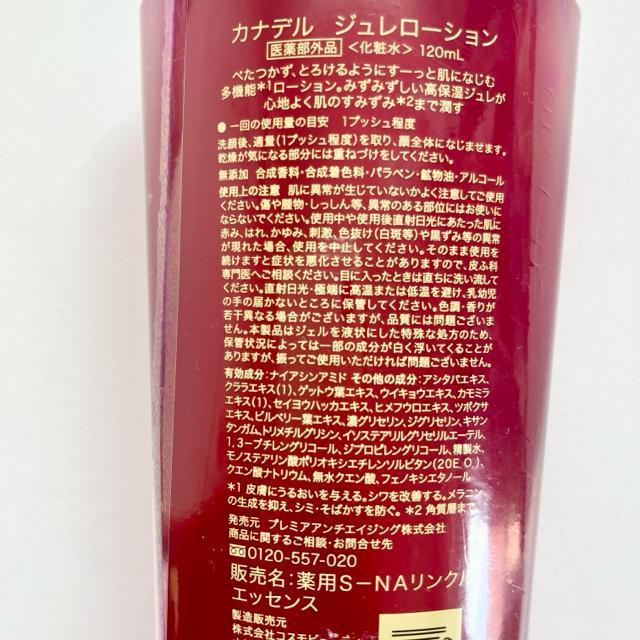 カナデル ジュレローション
医薬部外品 <化粧水> 120mL
べたつかず、とろけるようにすーっと肌になじむ
多機能*1ローション。みずみずしい高保湿ジュレが
心地よく肌のすみずみ*2まで潤す
● 一回の使用量の目安 1プッシュ程度
洗顔後、適量(1プッシュ程度)を取り、顔全体になじませます。
乾燥が気になる部分には重ねづけをしてください。
無添加 合成香料・合成着色料・パラベン・鉱物油・アルコール
使用上の注意 肌に異常が生じていないかよく注意してご使用
ください。傷や腫物・しっしん等、異常のある部位にはお使いに
ならないでください。使用中や使用後直射日光にあたった肌に
赤み、はれ、かゆみ、刺激、色抜け(白斑等)や黒ずみ等の異常
が現れた場合、使用を中止してください。そのまま使用を
続けますと症状を悪化させることがありますので、皮ふ科
専門医へご相談ください。目に入ったときは直ちに洗い流して
ください。直射日光・極端に高温または低温を避け、乳幼児
の手の届かないところに保管してください。色調・香りが
若干異なる場合がございますが、品質には問題ございま
せん。本製品はジェルを液状にした特殊な処方のため、
保管状況によっては一部の成分が白く浮いてくることが
ありますが、振ってご使用いただければ問題ございません。
有効成分:ナイアシンアミド その他の成分:アシタバエキス、
クララエキス(1)、ゲットウ葉エキス、ウイキョウエキス、カモミラ
エキス(1)、セイヨウハッカエキス、ヒメフウロエキス、ツボクサ
エキス、ビルベリー葉エキス、濃グリセリン、ジグリセリン、キサン
タンガム、トリメチルグリシン、イソステアリルグリセリルエーテル、
1,3-ブチレングリコール、ジプロピレングリコール、精製水、
モノステアリン酸ポリオキシエチレンソルビタン(20E.O.)、
クエン酸ナトリウム、無水クエン酸、フェノキシエタノール
*1 皮膚にうるおいを与える。シワを改善する。メラニン
の生成を抑え、シミ・そばかすを防ぐ。 *2 角質層まで
発売元 プレミアアンチエイジング株式会社
商品に関するご相談・お問合せ先
0120-557-020
販売名:薬用S-NAリンクル
エッセンス
製造販売元
株式会社コスモビ